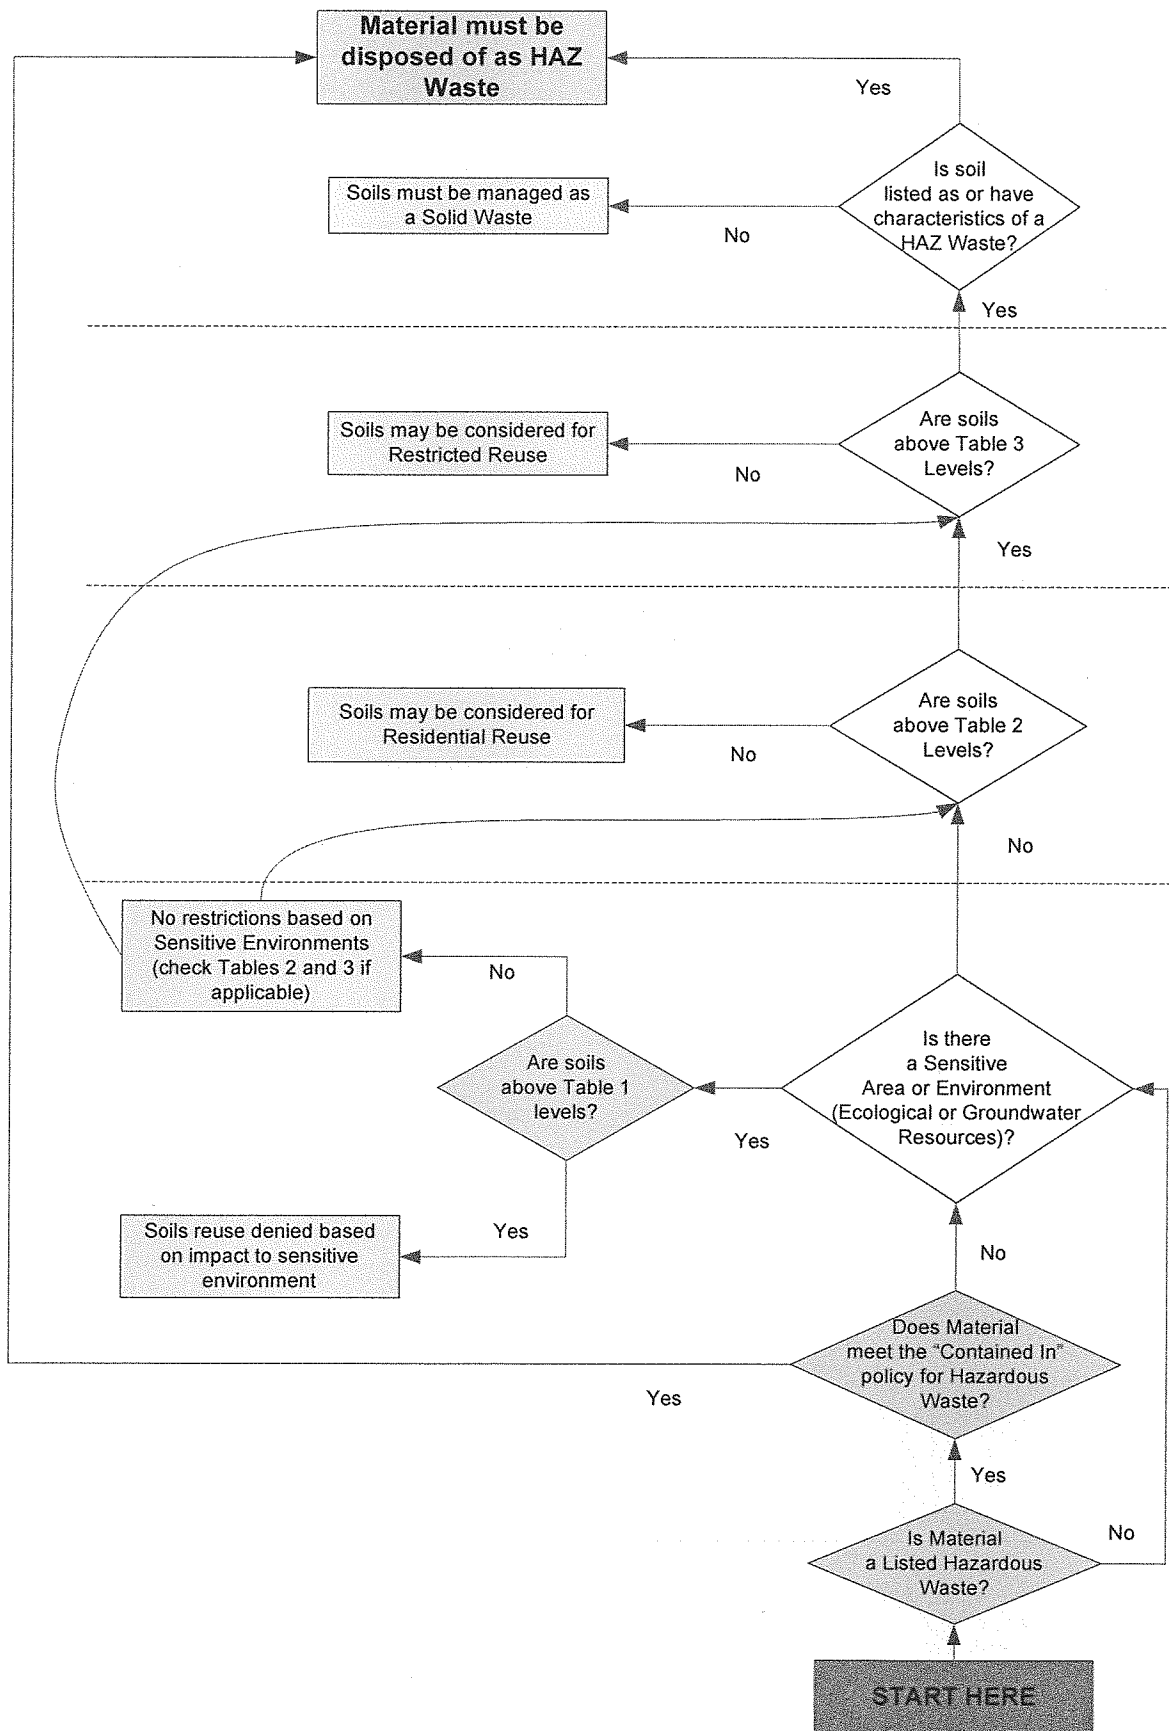 Material must be
disposed of as HAZ
Waste
Yes
Is soil
listed as or have
characteristics of a
HAZ Waste?
Soils must be managed as
a Solid Waste
No
Yes
Are soils
above Table 3
Levels?
Soils may be considered for
Restricted Reuse
No
Yes
Are soils
above Table 2
Levels?
Soils may be considered for
Residential Reuse
No
No
No restrictions based on
Sensitive Environments
(check Tables 2 and 3 if
applicable)
No
Is there
a Sensitive
Area or Environment
(Ecological or Groundwater
Resources)?
Are soils
above Table 1
levels?
Yes
Soils reuse denied based
on impact to sensitive
environment
Yes
No
Does Material
meet the “Contained In”
policy for Hazardous
Waste?
Yes
Yes
Is Material
a Listed Hazardous
Waste?
No
START HERE